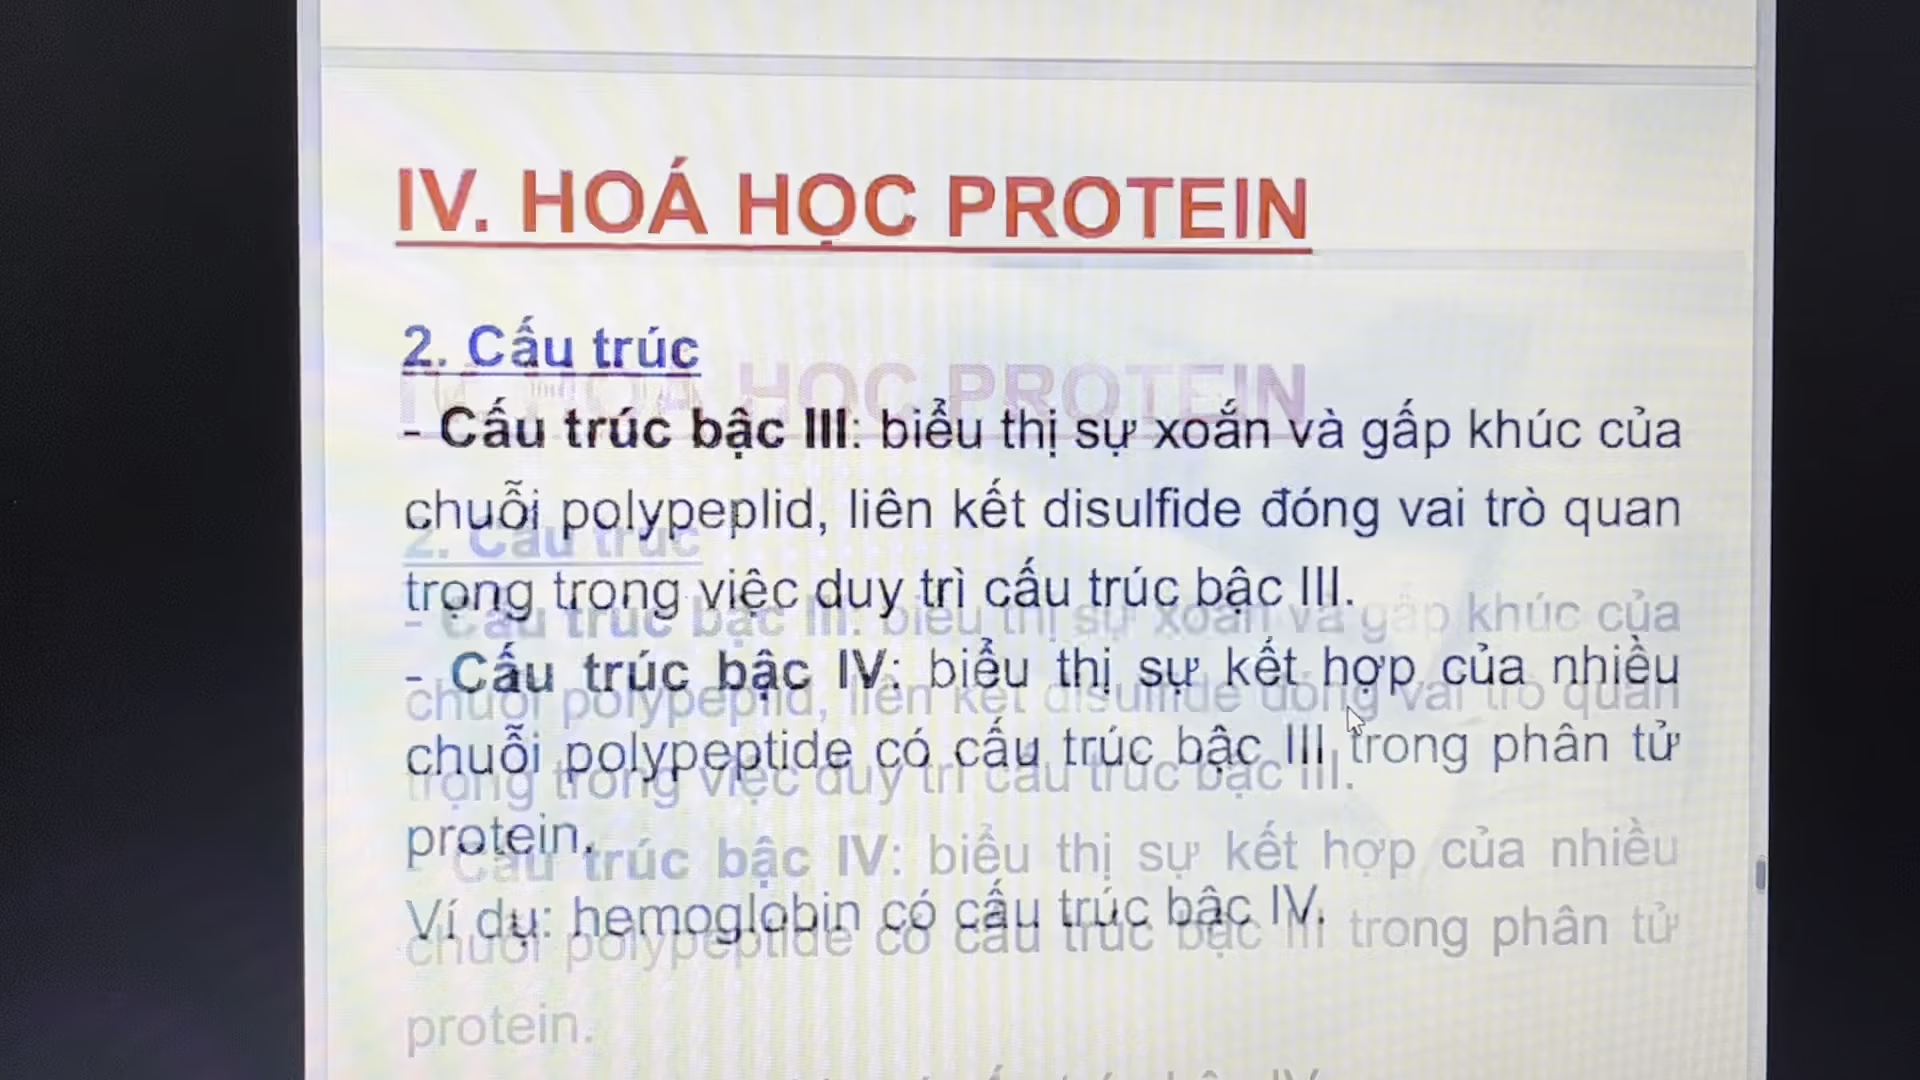 IV. HOÁ HỌC PROTEIN
2. Cấu trúc
- Cấu trúc bậc III: biểu thị sự xoắn và gấp khúc của
chuỗi polypeplid, liên kết disulfide đóng vai trò quan
trọng trong việc duy trì cấu trúc bậc III.
- Cấu trúc bậc IV: biểu thị sự kết hợp của nhiều
chuỗi polypeptide có cấu trúc bậc III trong phân tử
protein.
Ví dụ: hemoglobin có cấu trúc bậc IV.